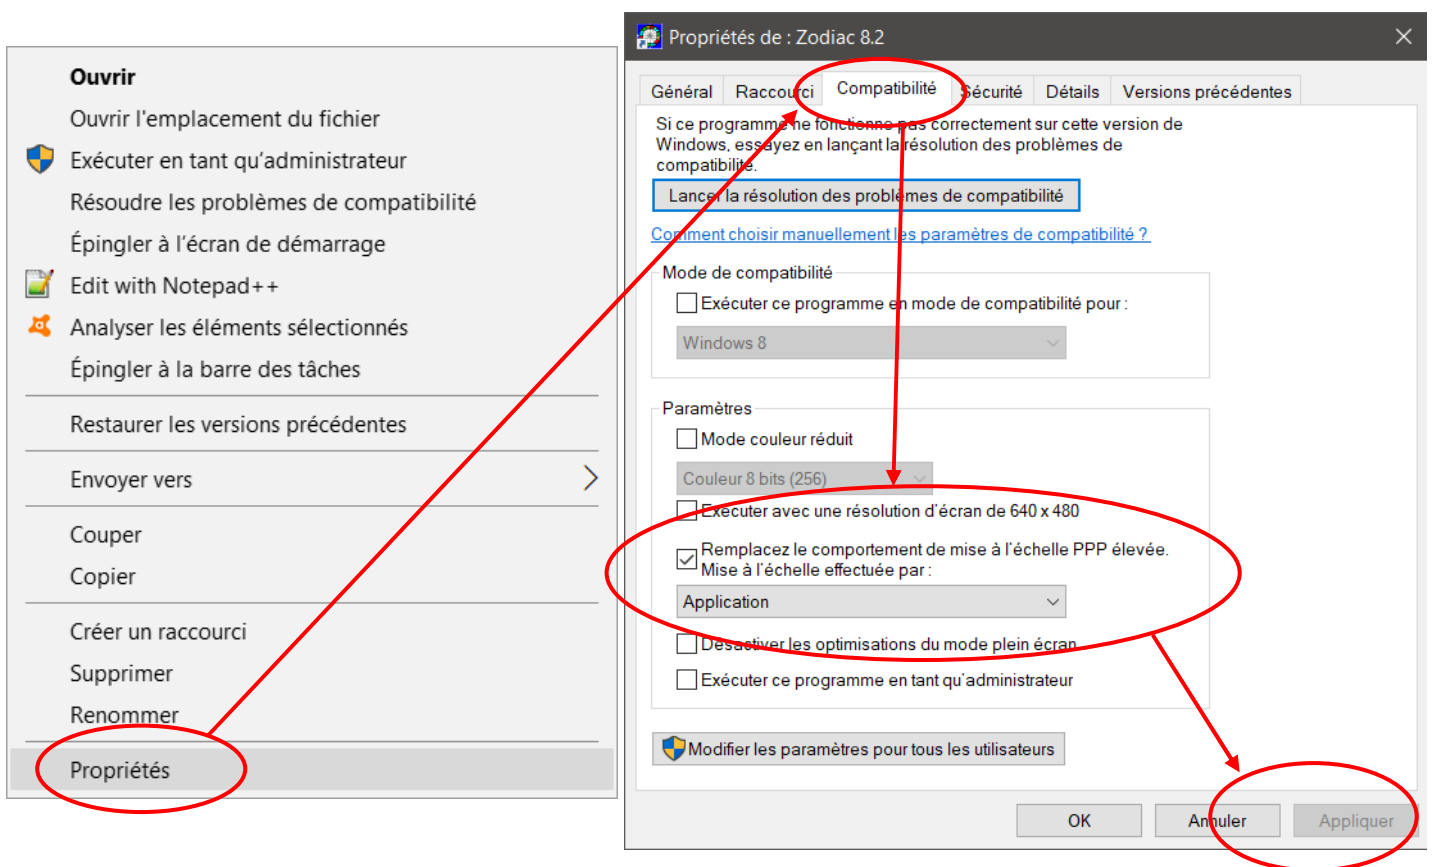 Ouvrir
Ouvrir l'emplacement du fichier
Exécuter en tant qu'administrateur
Résoudre les problèmes de compatibilité
Épingler à l'écran de démarrage
Edit with Notepad++
Analyser les éléments sélectionnés
Épingler à la barre des tâches
Restaurer les versions précédentes
Envoyer vers
Couper
Copier
Créer un raccourci
Supprimer
Renommer
Propriétés
Propriétés de : Zodiac 8.2
Général Raccourci Compatibilité Sécurité Détails Versions précédentes
Si ce programme ne fonctionne pas correctement sur cette version de
Windows, essayez en lançant la résolution des problèmes de
compatibilité.
Lancer la résolution des problèmes de compatibilité
Comment choisir manuellement les paramètres de compatibilité ?
Mode de compatibilité
Exécuter ce programme en mode de compatibilité pour :
Windows 8
Paramètres
Mode couleur réduit
Couleur 8 bits (256)
Exécuter avec une résolution d'écran de 640 x 480
Remplacez le comportement de mise à l'échelle PPP élevée.
Mise à l'échelle effectuée par :
Application
Désactiver les optimisations du mode plein écran
Exécuter ce programme en tant qu'administrateur
Modifier les paramètres pour tous les utilisateurs
OK Annuler Appliquer